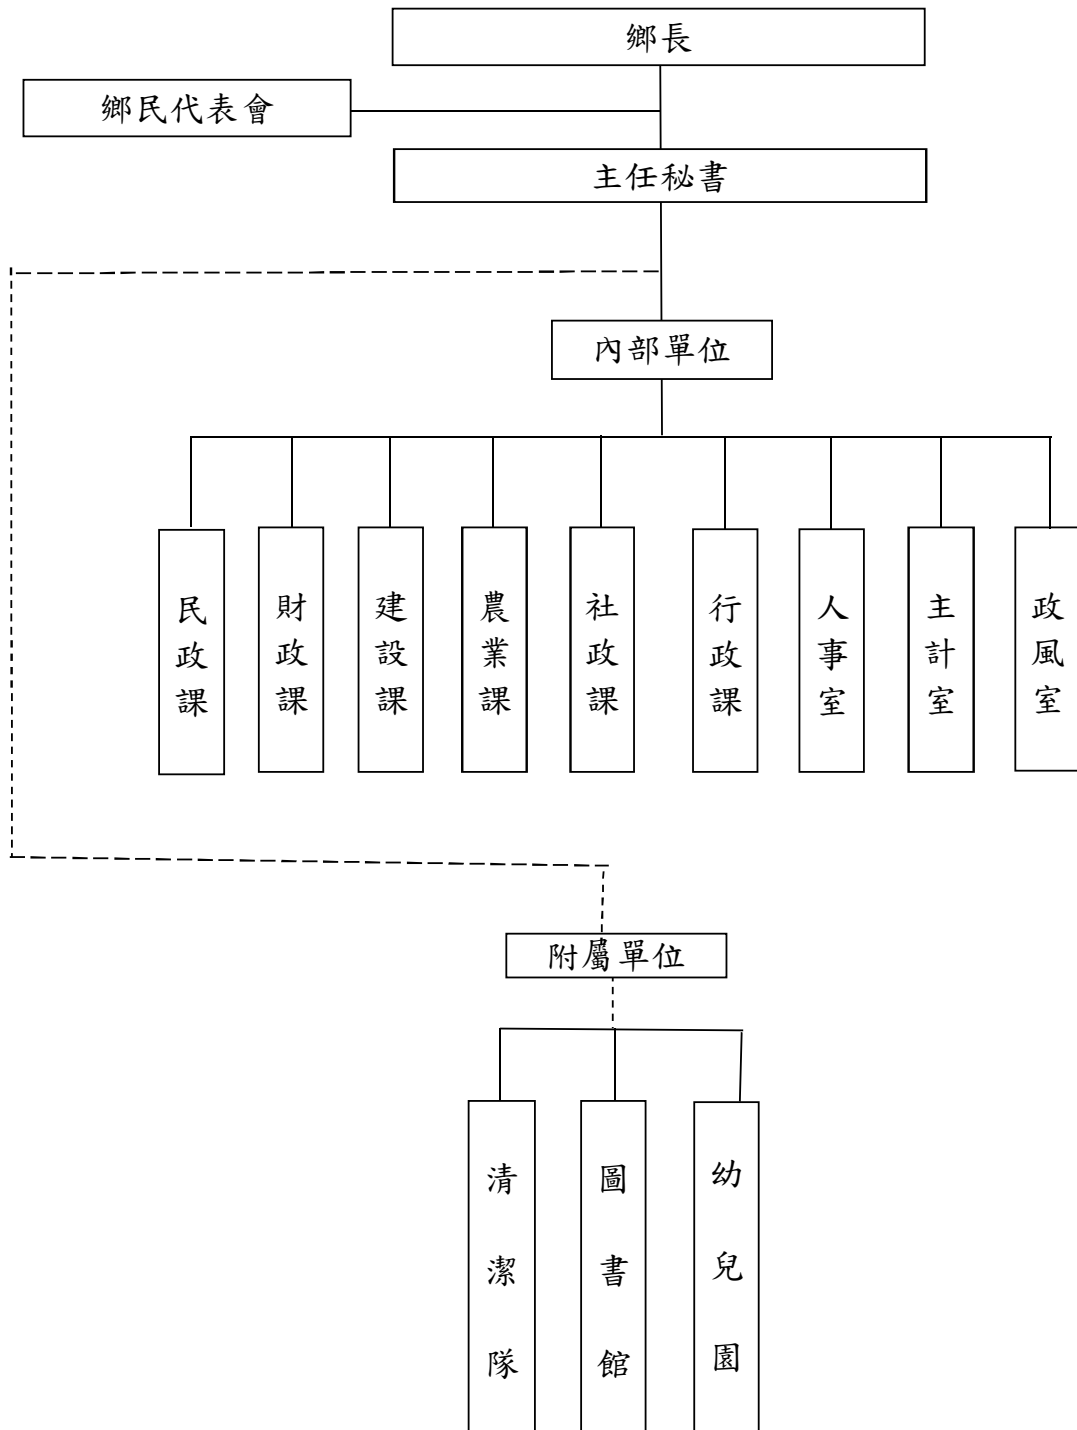 鄉長
鄉民代表會
主任秘書
內部單位
民政課
財政課
建設課
農業課
社政課
行政課
人事室
主計室
政風室
附屬單位
清潔隊
圖書館
幼兒園